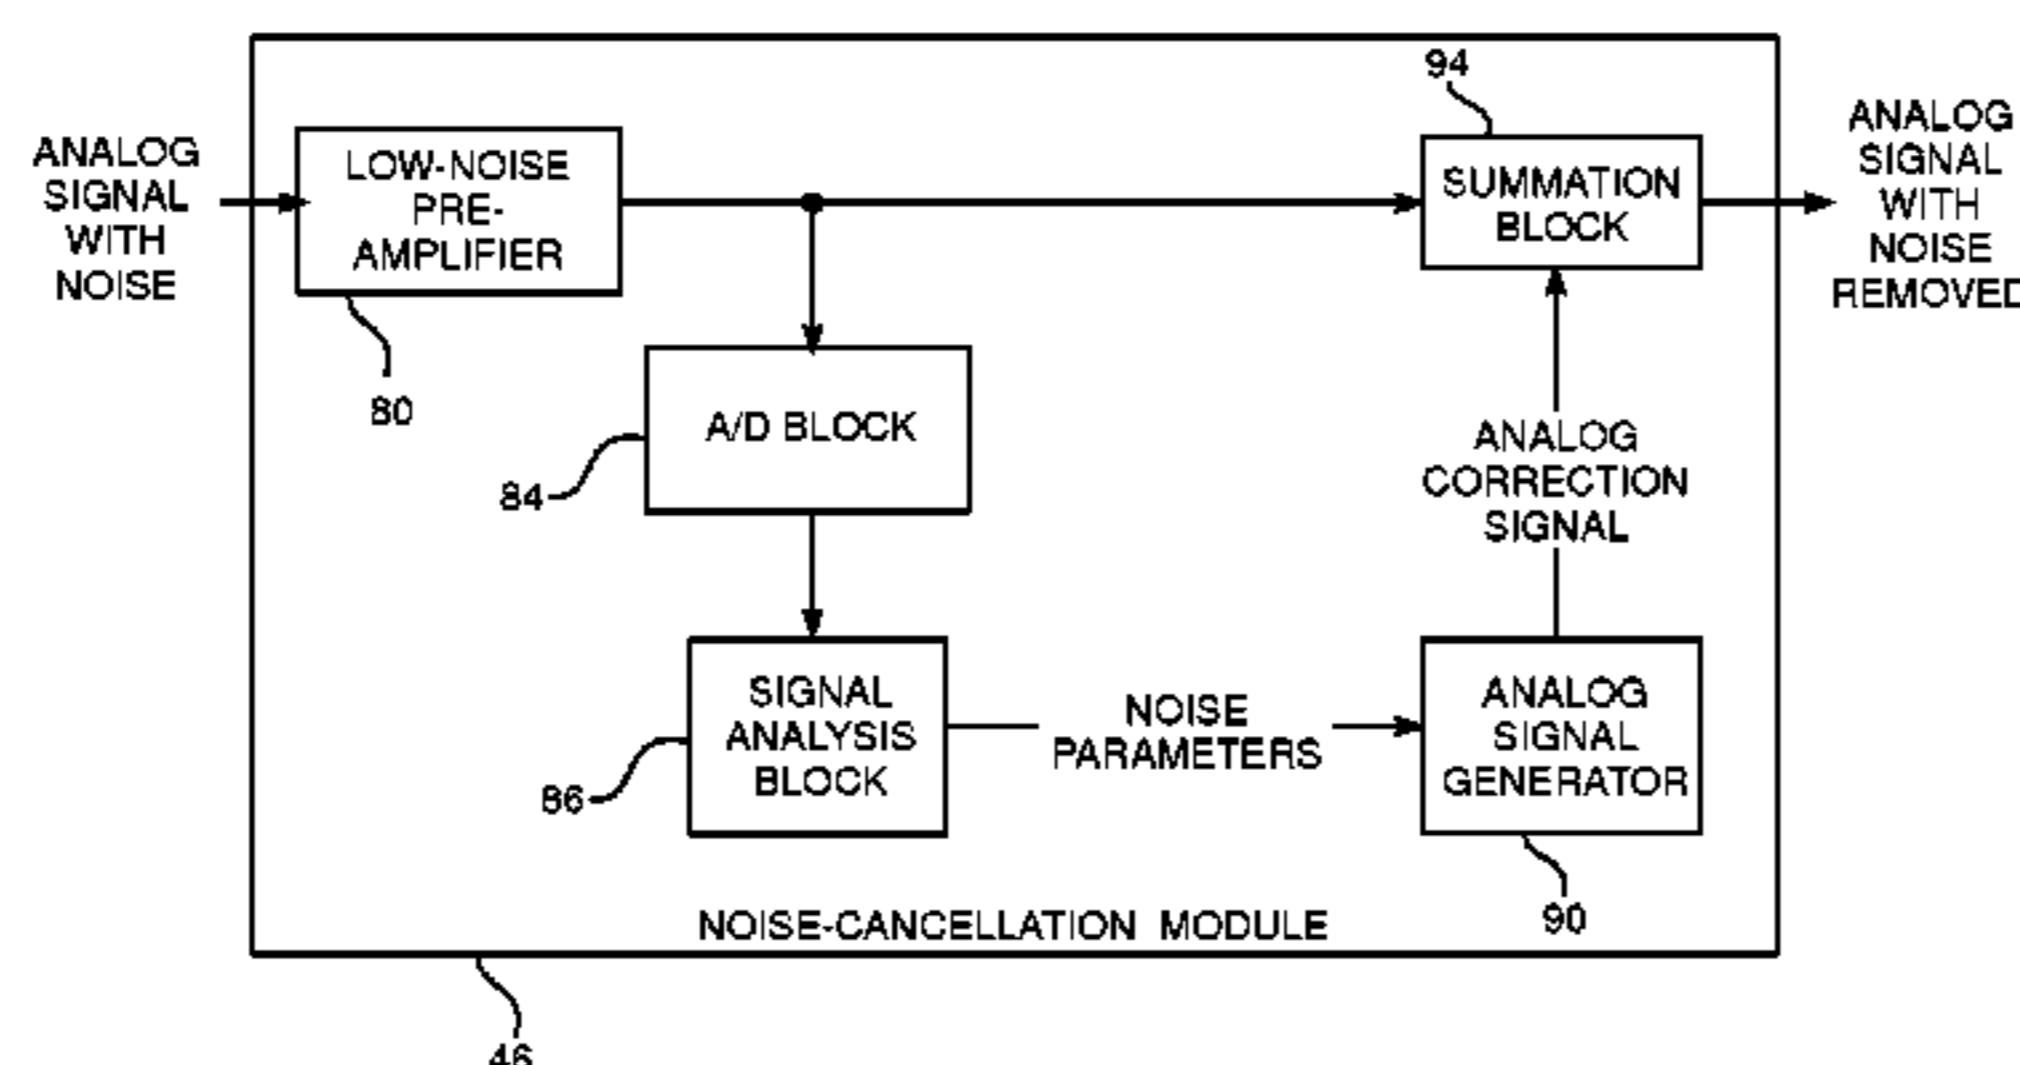 94
ANALOG
SIGNAL
WITH
NOISE
LOW-NOISE
PRE-
AMPLIFIER
SUMMATION
BLOCK
ANALOG
SIGNAL
WITH
NOISE
REMOVED
80
A/D BLOCK
84
ANALOG
CORRECTION
SIGNAL
SIGNAL
ANALYSIS
BLOCK
86
NOISE
PARAMETERS
ANALOG
SIGNAL
GENERATOR
90
NOISE-CANCELLATION MODULE
46